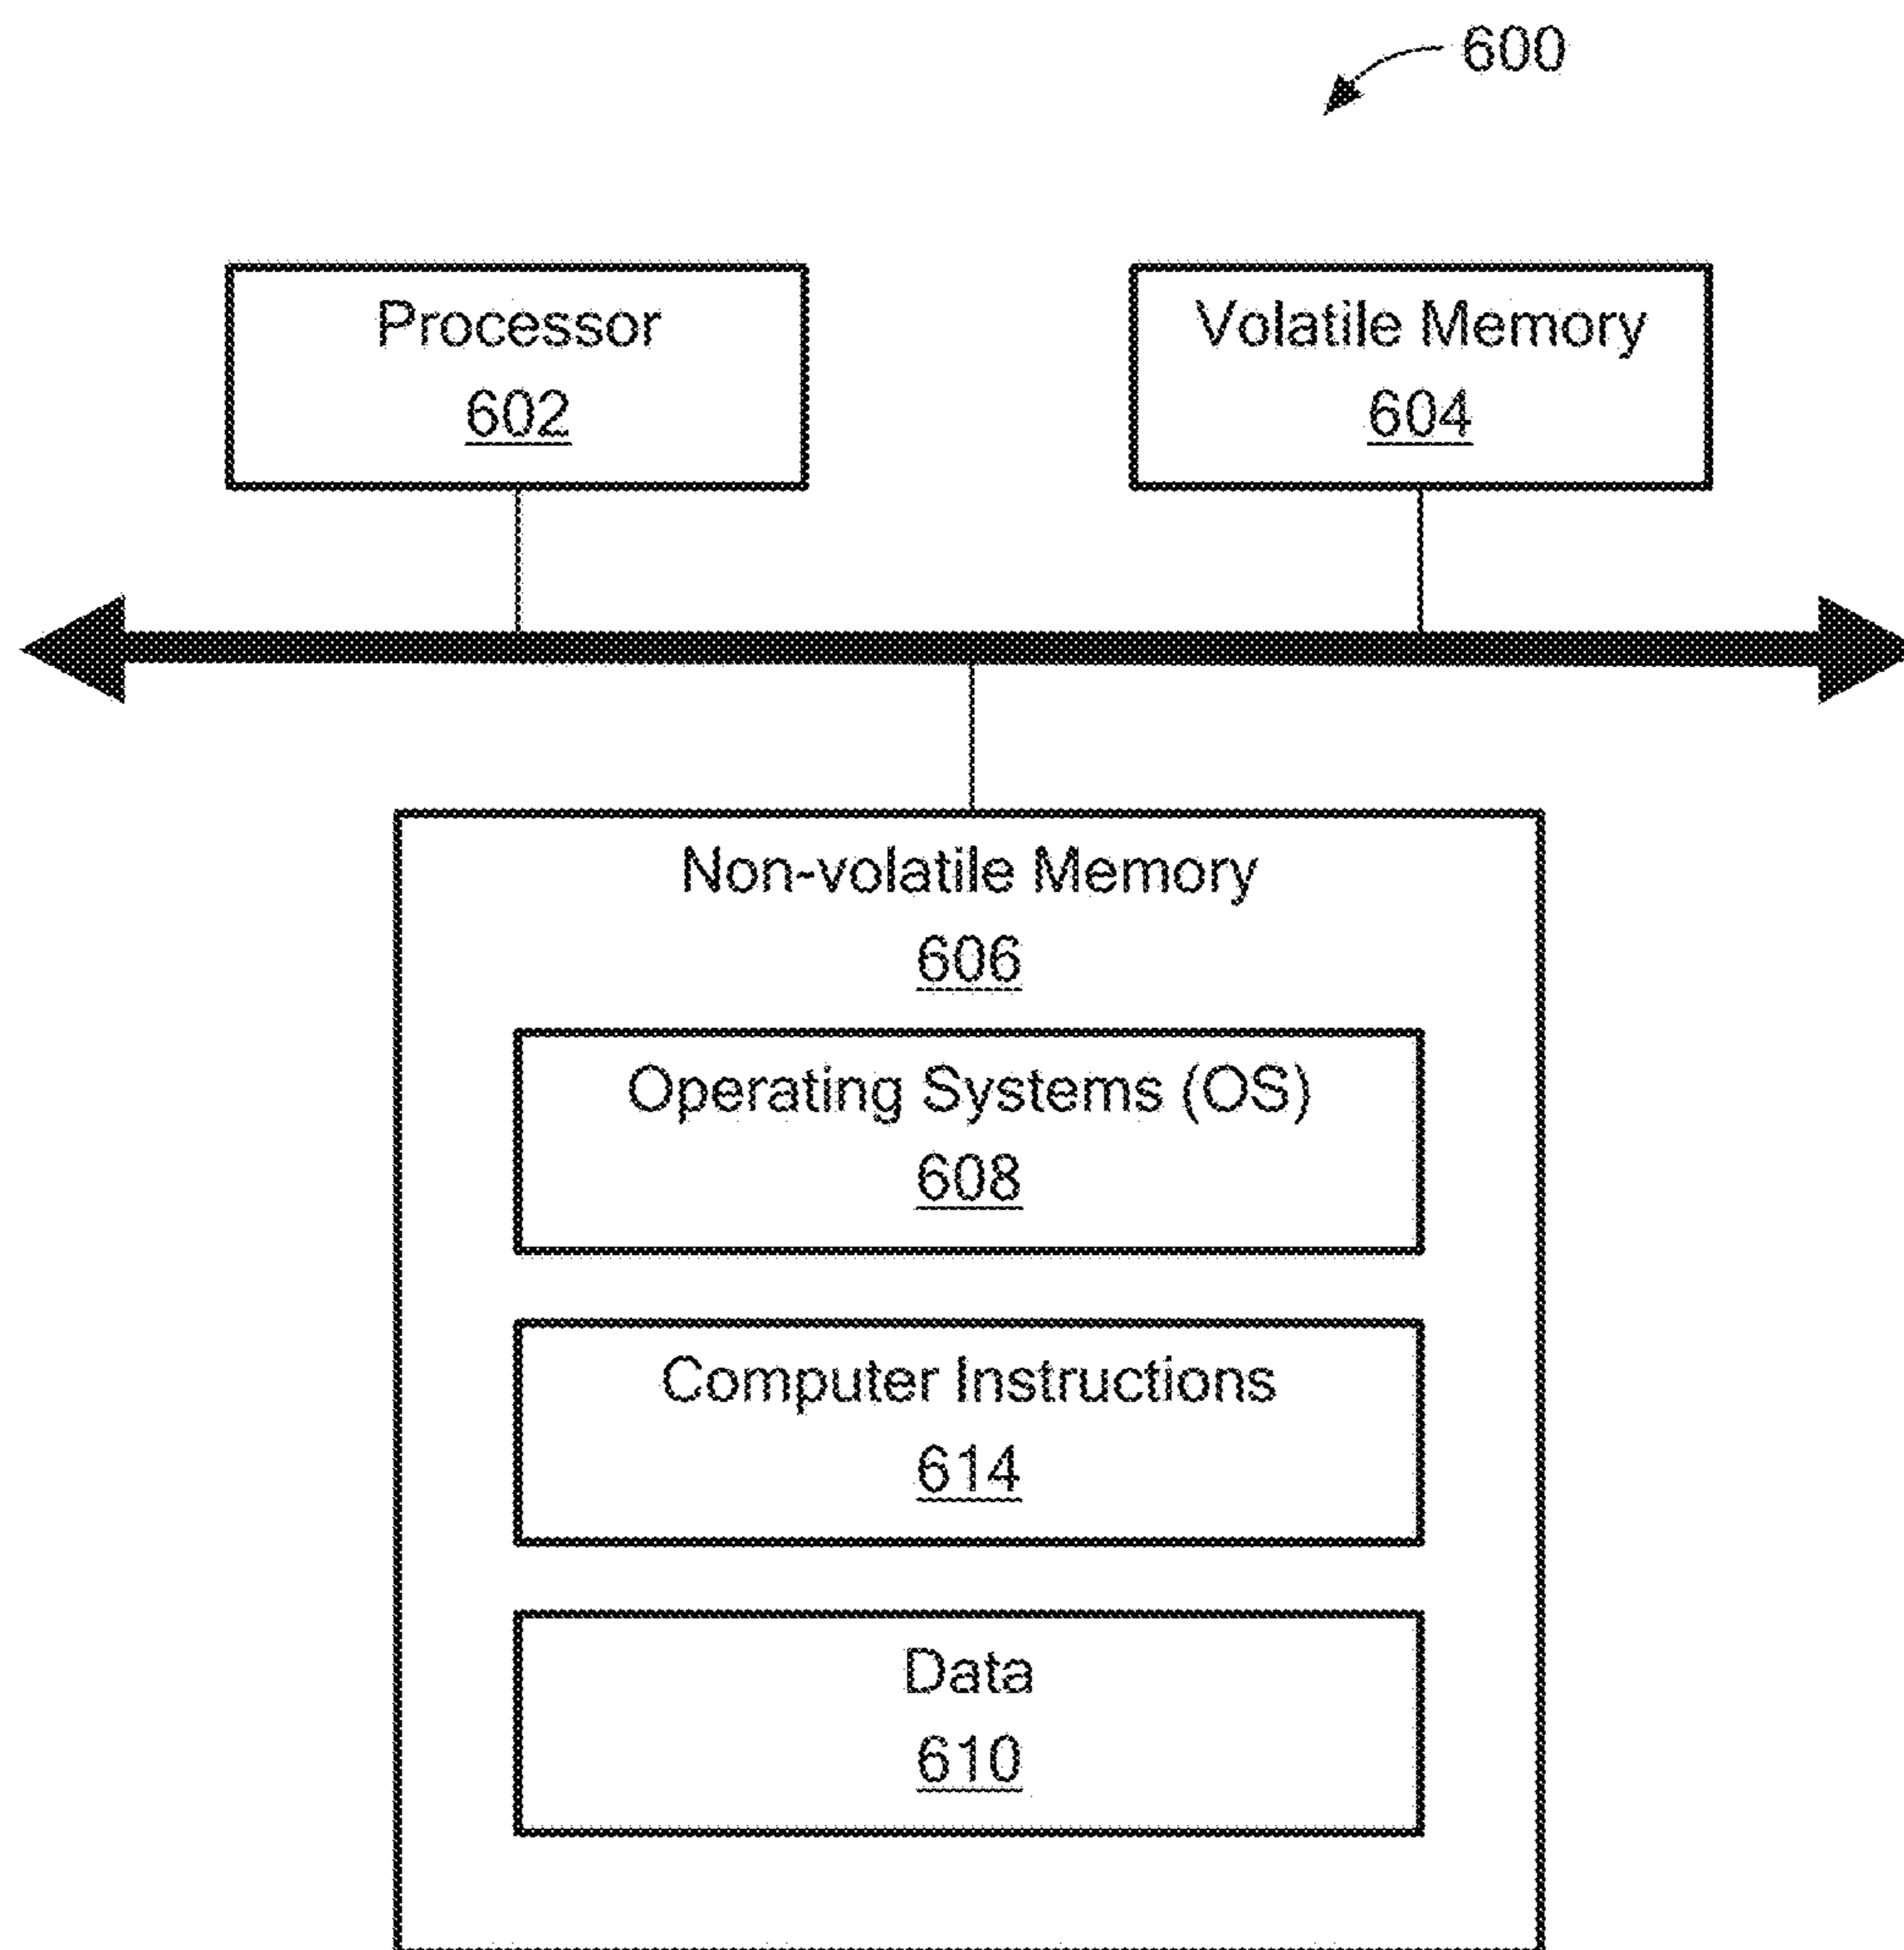 600
Processor
602
Volatile Memory
604
Non-volatile Memory
606
Operating Systems (OS)
608
Computer Instructions
614
Data
610